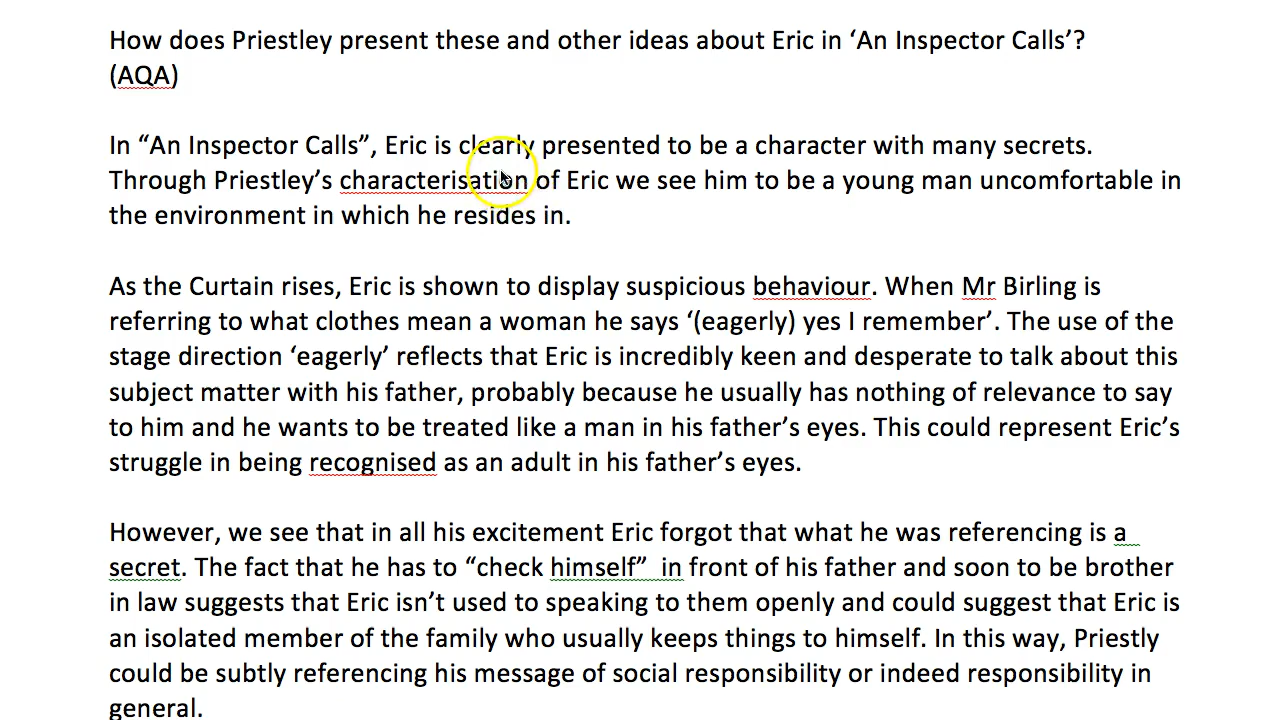 How does Priestley present these and other ideas about Eric in ‘An Inspector Calls’?
(AQA)
In “An Inspector Calls”, Eric is clearly presented to be a character with many secrets.
Through Priestley’s characterisation of Eric we see him to be a young man uncomfortable in
the environment in which he resides in.
As the Curtain rises, Eric is shown to display suspicious behaviour. When Mr Birling is
referring to what clothes mean a woman he says ‘(eagerly) yes I remember’. The use of the
stage direction ‘eagerly’ reflects that Eric is incredibly keen and desperate to talk about this
subject matter with his father, probably because he usually has nothing of relevance to say
to him and he wants to be treated like a man in his father’s eyes. This could represent Eric’s
struggle in being recognised as an adult in his father’s eyes.
However, we see that in all his excitement Eric forgot that what he was referencing is a
secret. The fact that he has to “check himself”  in front of his father and soon to be brother
in law suggests that Eric isn’t used to speaking to them openly and could suggest that Eric is
an isolated member of the family who usually keeps things to himself. In this way, Priestly
could be subtly referencing his message of social responsibility or indeed responsibility in
general.